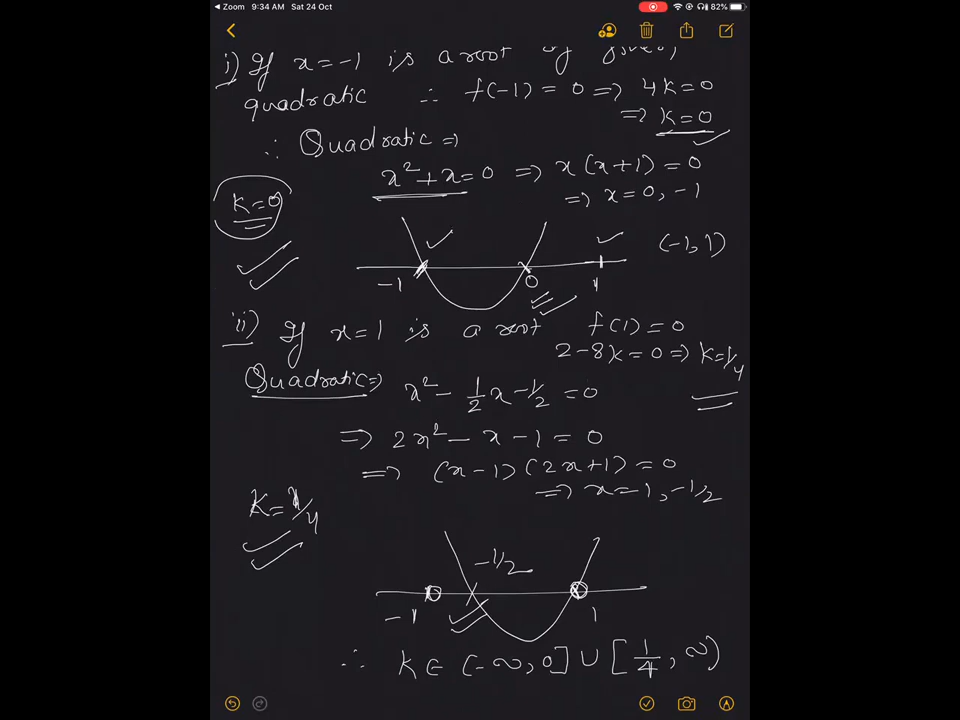 Zoom 9:34 AM Sat 24 Oct 82%
i) If x = -1 is a root of given
quadratic ∴ f(-1) = 0 => 4K = 0
=> K = 0
∴ Quadratic =>
x² + x = 0 => x(x+1) = 0
=> x = 0, -1
K = 0
(-1, 1)
-1 0 1
ii) If x = 1 is a root f(1) = 0
2 - 8k = 0 => K = 1/4
Quadratic =>
x² - 1/2 x - 1/2 = 0
=> 2x² - x - 1 = 0
=> (x-1)(2x+1) = 0
=> x = 1, -1/2
K = 1/4
-1/2
-1 1
∴ K ∈ (-∞, 0] ∪ [1/4, ∞)